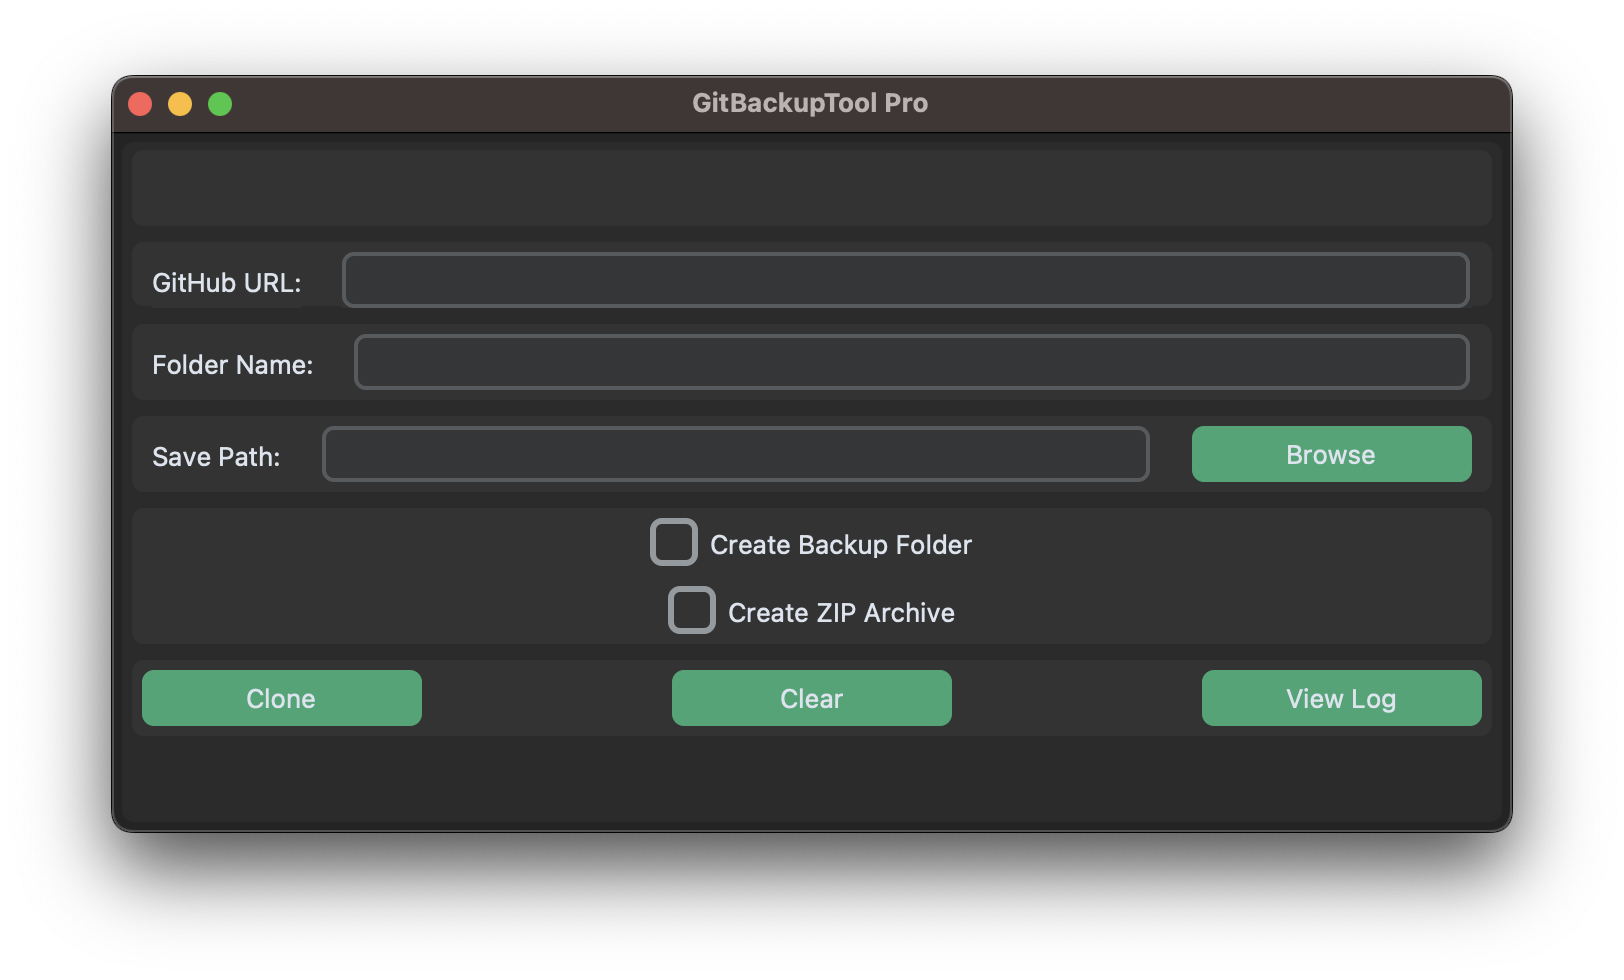 GitBackupTool Pro
GitHub URL:
Folder Name:
Save Path:
Browse
Create Backup Folder
Create ZIP Archive
Clone
Clear
View Log